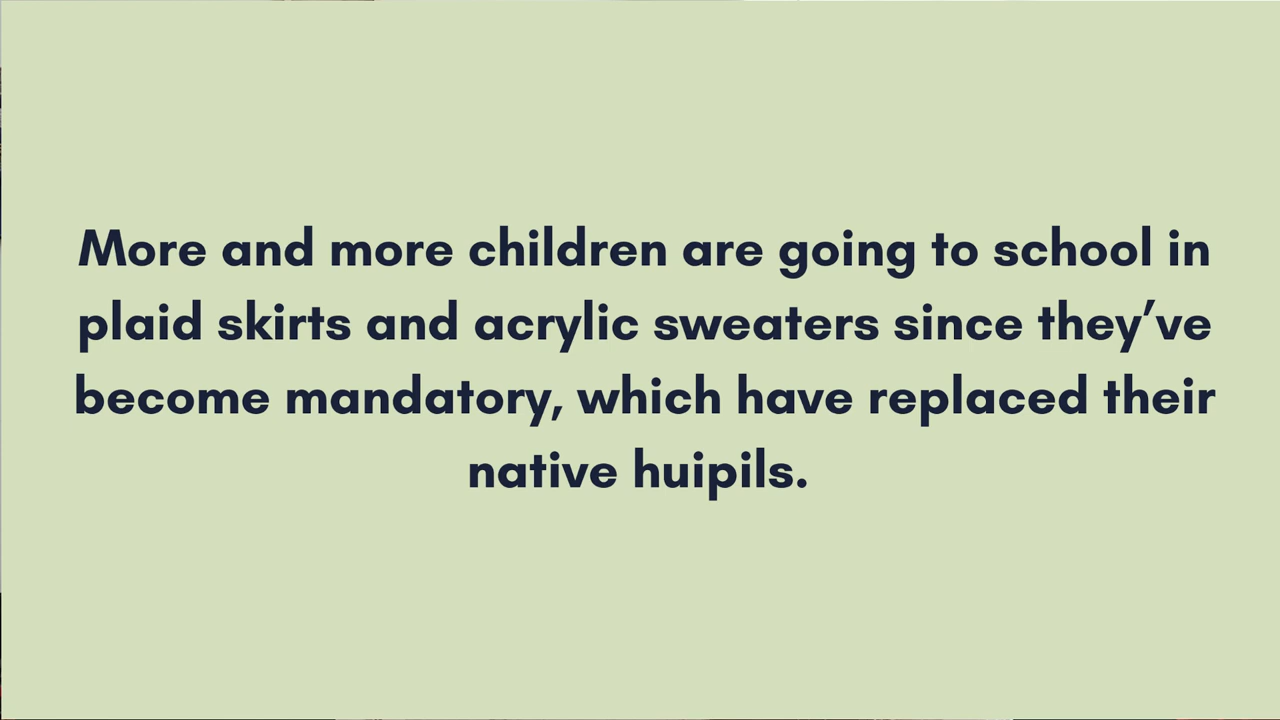 More and more children are going to school in
plaid skirts and acrylic sweaters since they’ve
become mandatory, which have replaced their
native huipils.